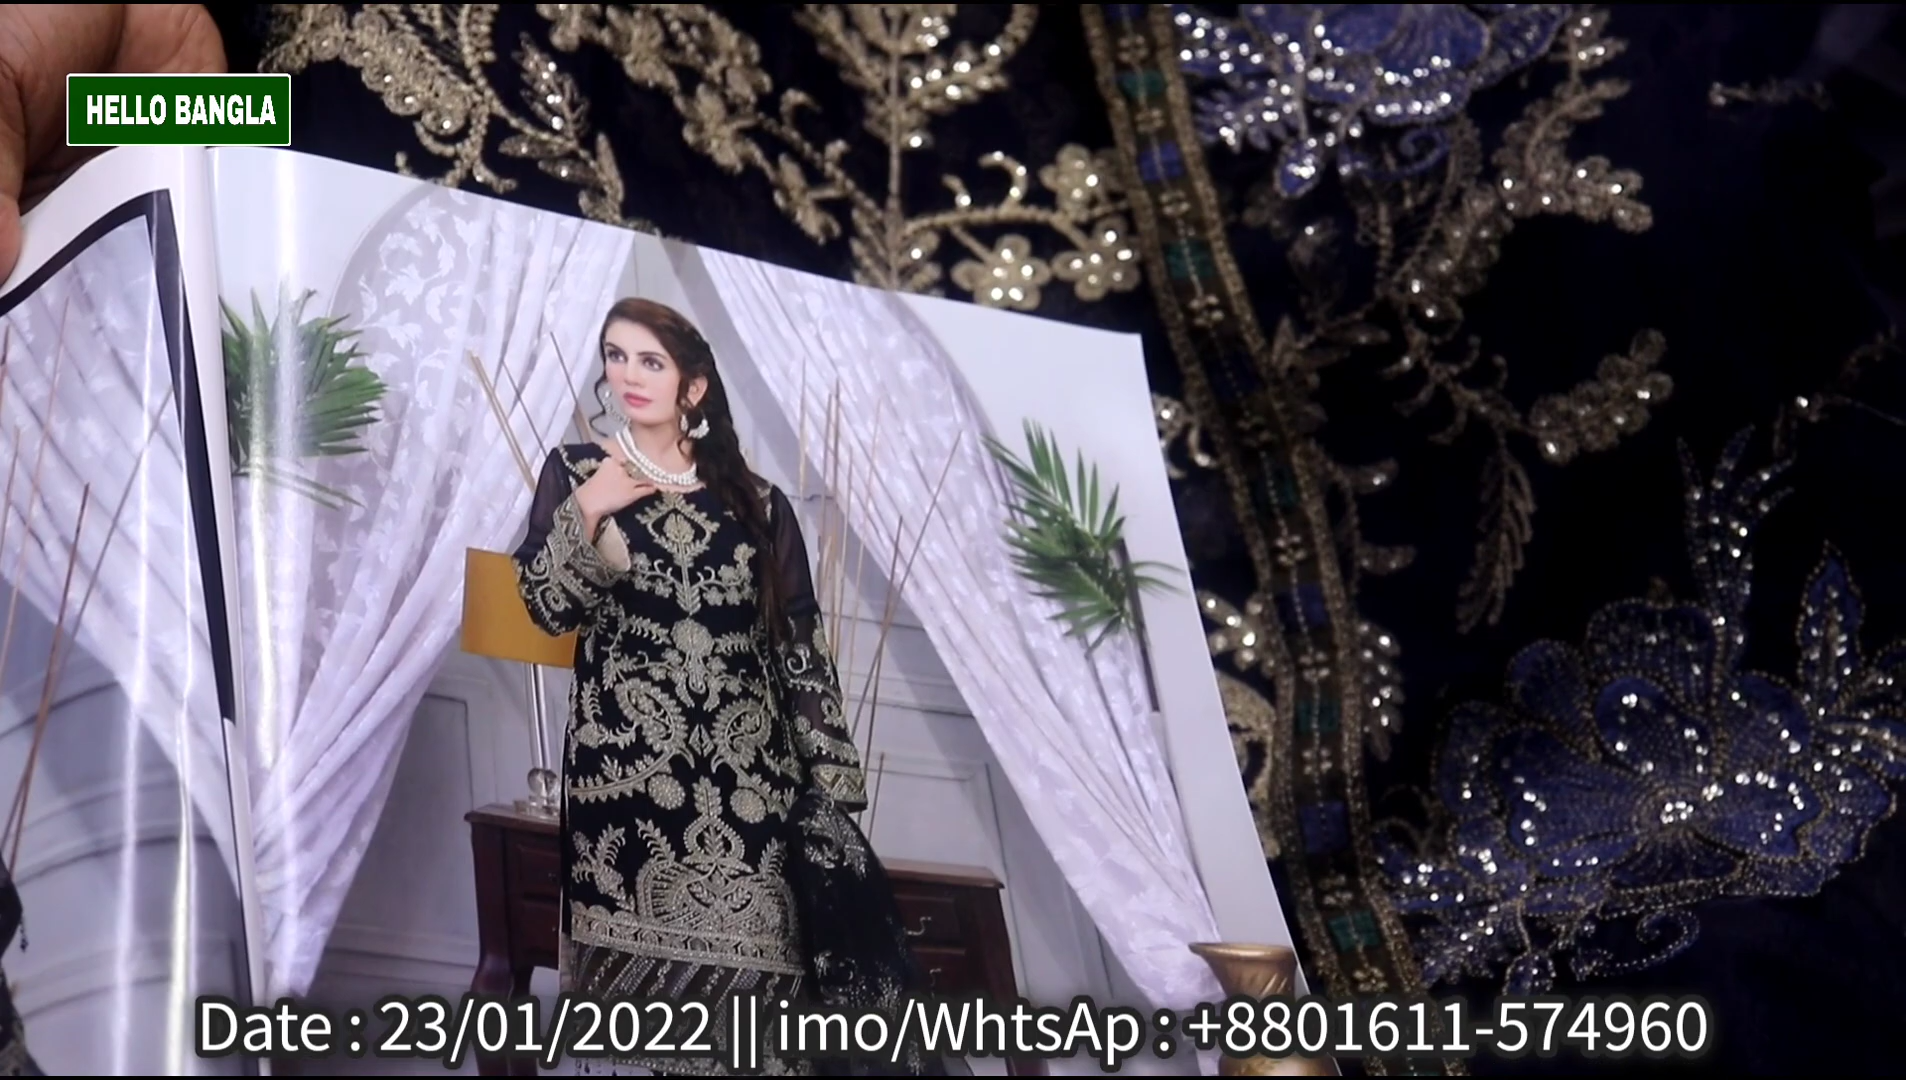 HELLO BANGLA
Date : 23/01/2022 || imo/WhtsAp : +8801611-574960